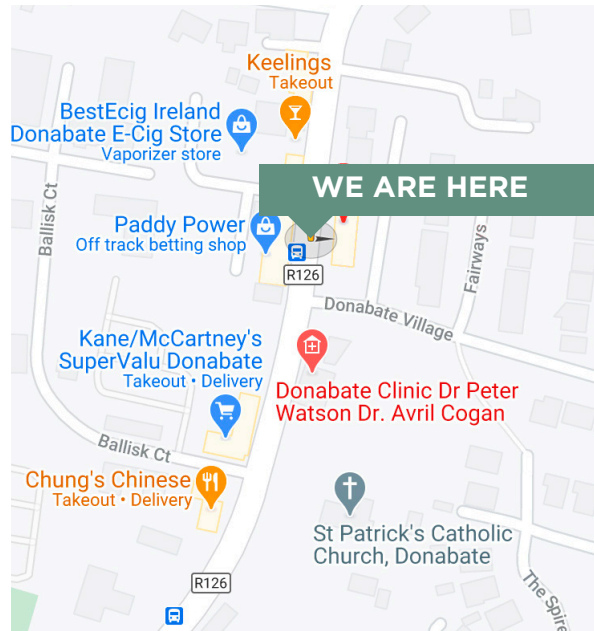 Keelings
Takeout
BestEcig Ireland
Donabate E-Cig Store
Vaporizer store
WE ARE HERE
Ballisk Ct
Paddy Power
Off track betting shop
Fairways
R126
Donabate Village
Kane/McCartney's
SuperValu Donabate
Takeout • Delivery
Donabate Clinic Dr Peter
Watson Dr. Avril Cogan
Ballisk Ct
Chung's Chinese
Takeout • Delivery
St Patrick's Catholic
Church, Donabate
R126
The Spire